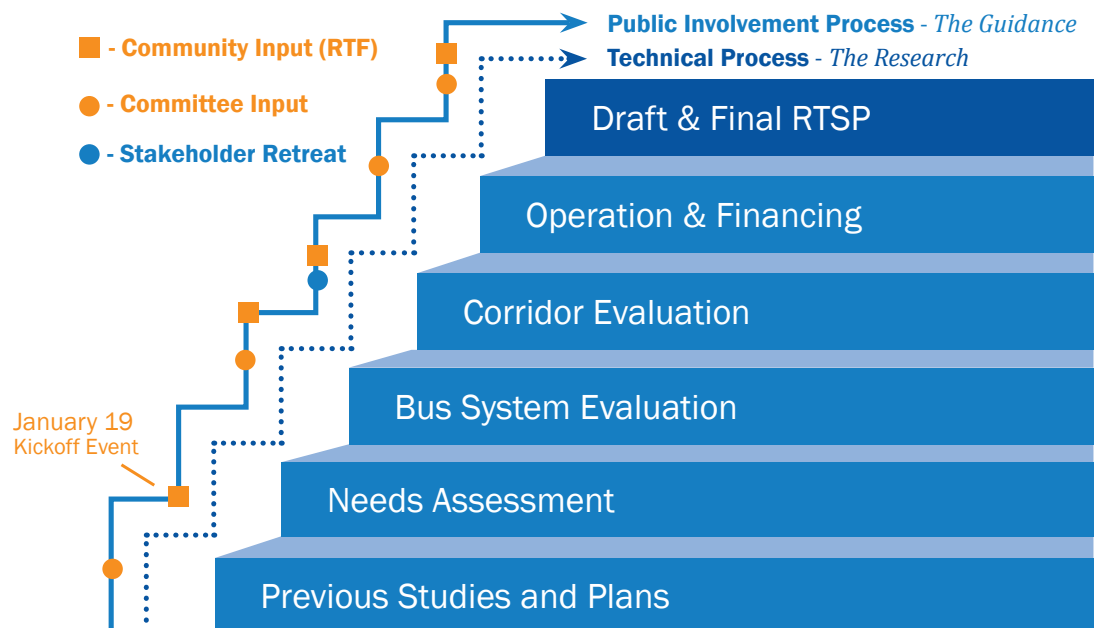 Public Involvement Process - The Guidance
Technical Process - The Research
- Community Input (RTF)
- Committee Input
- Stakeholder Retreat
Draft & Final RTSP
Operation & Financing
Corridor Evaluation
Bus System Evaluation
January 19
Kickoff Event
Needs Assessment
Previous Studies and Plans